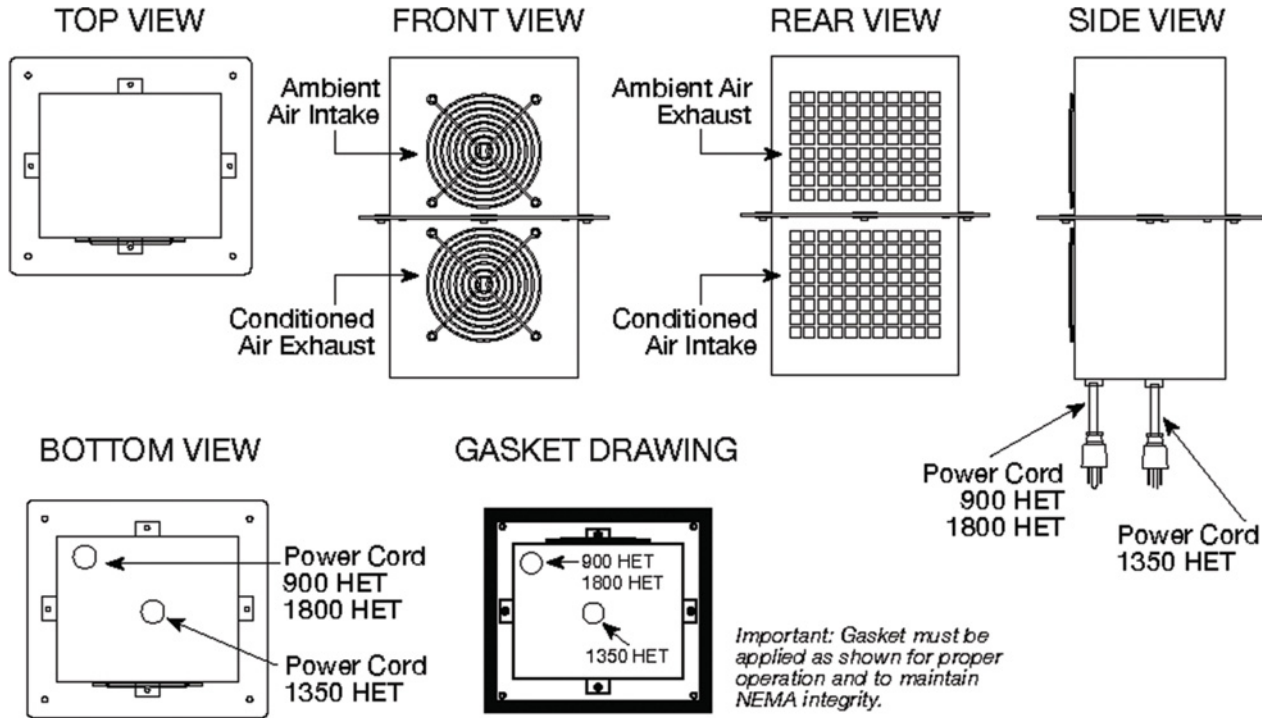 TOP VIEW
FRONT VIEW
Ambient
Air Intake
Conditioned
Air Exhaust
REAR VIEW
Ambient Air
Exhaust
Conditioned
Air Intake
SIDE VIEW
Power Cord
900 HET
1800 HET
Power Cord
1350 HET
BOTTOM VIEW
Power Cord
900 HET
1800 HET
Power Cord
1350 HET
GASKET DRAWING
900 HET
1800 HET
1350 HET
Important: Gasket must be
applied as shown for proper
operation and to maintain
NEMA integrity.